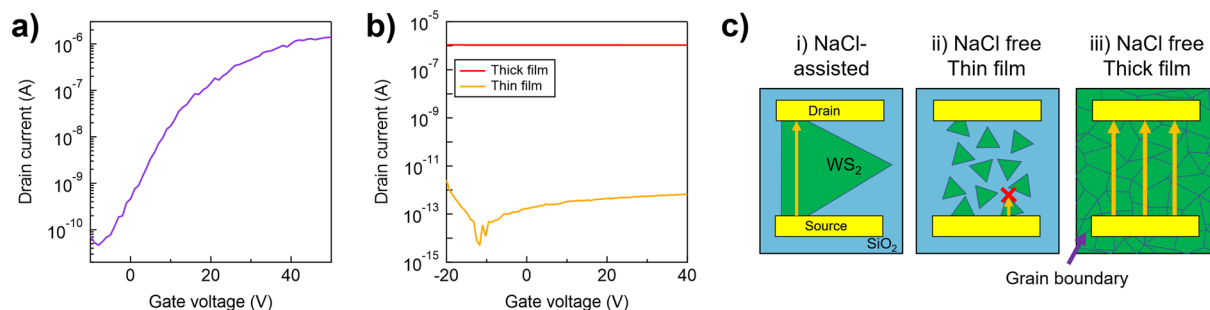 a)
Drain current (A)
10^-6
10^-7
10^-8
10^-9
10^-10
0
20
40
Gate voltage (V)
b)
Drain current (A)
10^-5
10^-7
10^-9
10^-11
10^-13
10^-15
Thick film
Thin film
-20
0
20
40
Gate voltage (V)
c)
i) NaCl-
assisted
Drain
WS2
Source
SiO2
ii) NaCl free
Thin film
iii) NaCl free
Thick film
Grain boundary